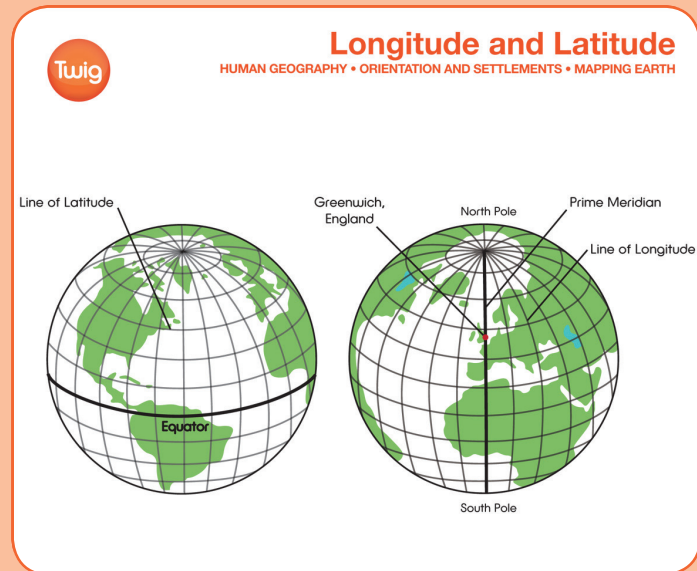 Twig
Longitude and Latitude
HUMAN GEOGRAPHY • ORIENTATION AND SETTLEMENTS • MAPPING EARTH
Line of Latitude
Equator
Greenwich,
England
North Pole
Prime Meridian
Line of Longitude
South Pole